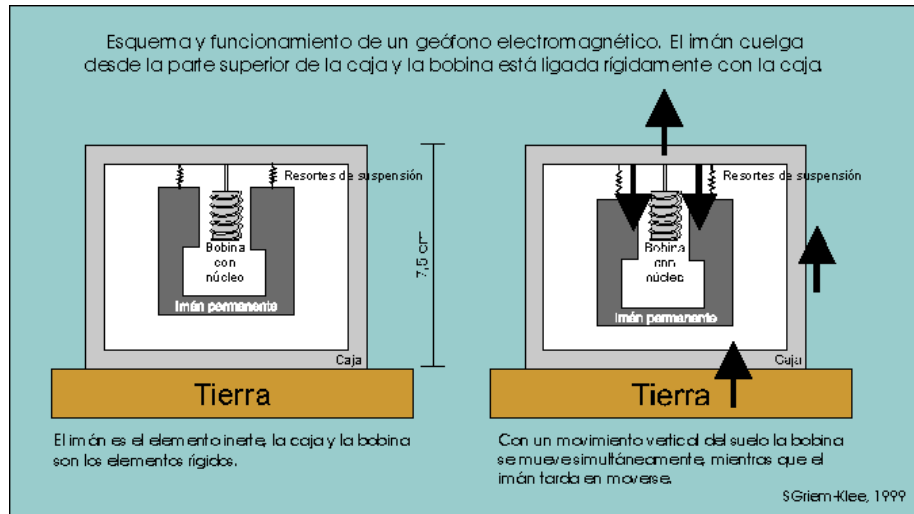 Esquema y funcionamiento de un geófono electromagnético. El imán cuelga
desde la parte superior de la caja y la bobina está ligada rígidamente con la caja.
Resortes de suspensión
Bobina
con
núcleo
Imán permanente
Caja
7,5 cm
Tierra
El imán es el elemento inerte, la caja y la bobina
son los elementos rígidos.
Resortes de suspensión
Bobina
con
núcleo
Imán permanente
Caja
Tierra
Con un movimiento vertical del suelo la bobina
se mueve simultáneamente, mientras que el
imán tarda en moverse.
SGriem-Klee, 1999